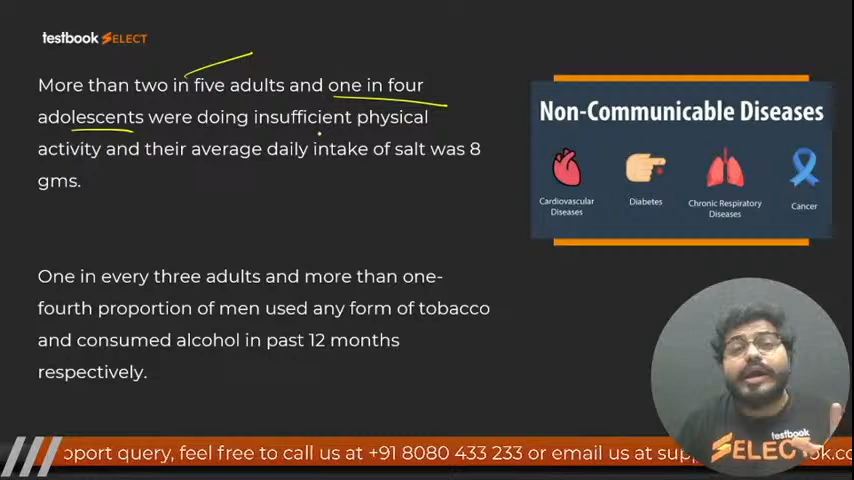 testbook SELECT
More than two in five adults and one in four
adolescents were doing insufficient physical
activity and their average daily intake of salt was 8
gms.
One in every three adults and more than one-
fourth proportion of men used any form of tobacco
and consumed alcohol in past 12 months
respectively.
Non-Communicable Diseases
Cardiovascular
Diseases
Diabetes
Chronic Respiratory
Diseases
Cancer
testbook
SELEC
pport query, feel free to call us at +91 8080 433 233 or email us at sup